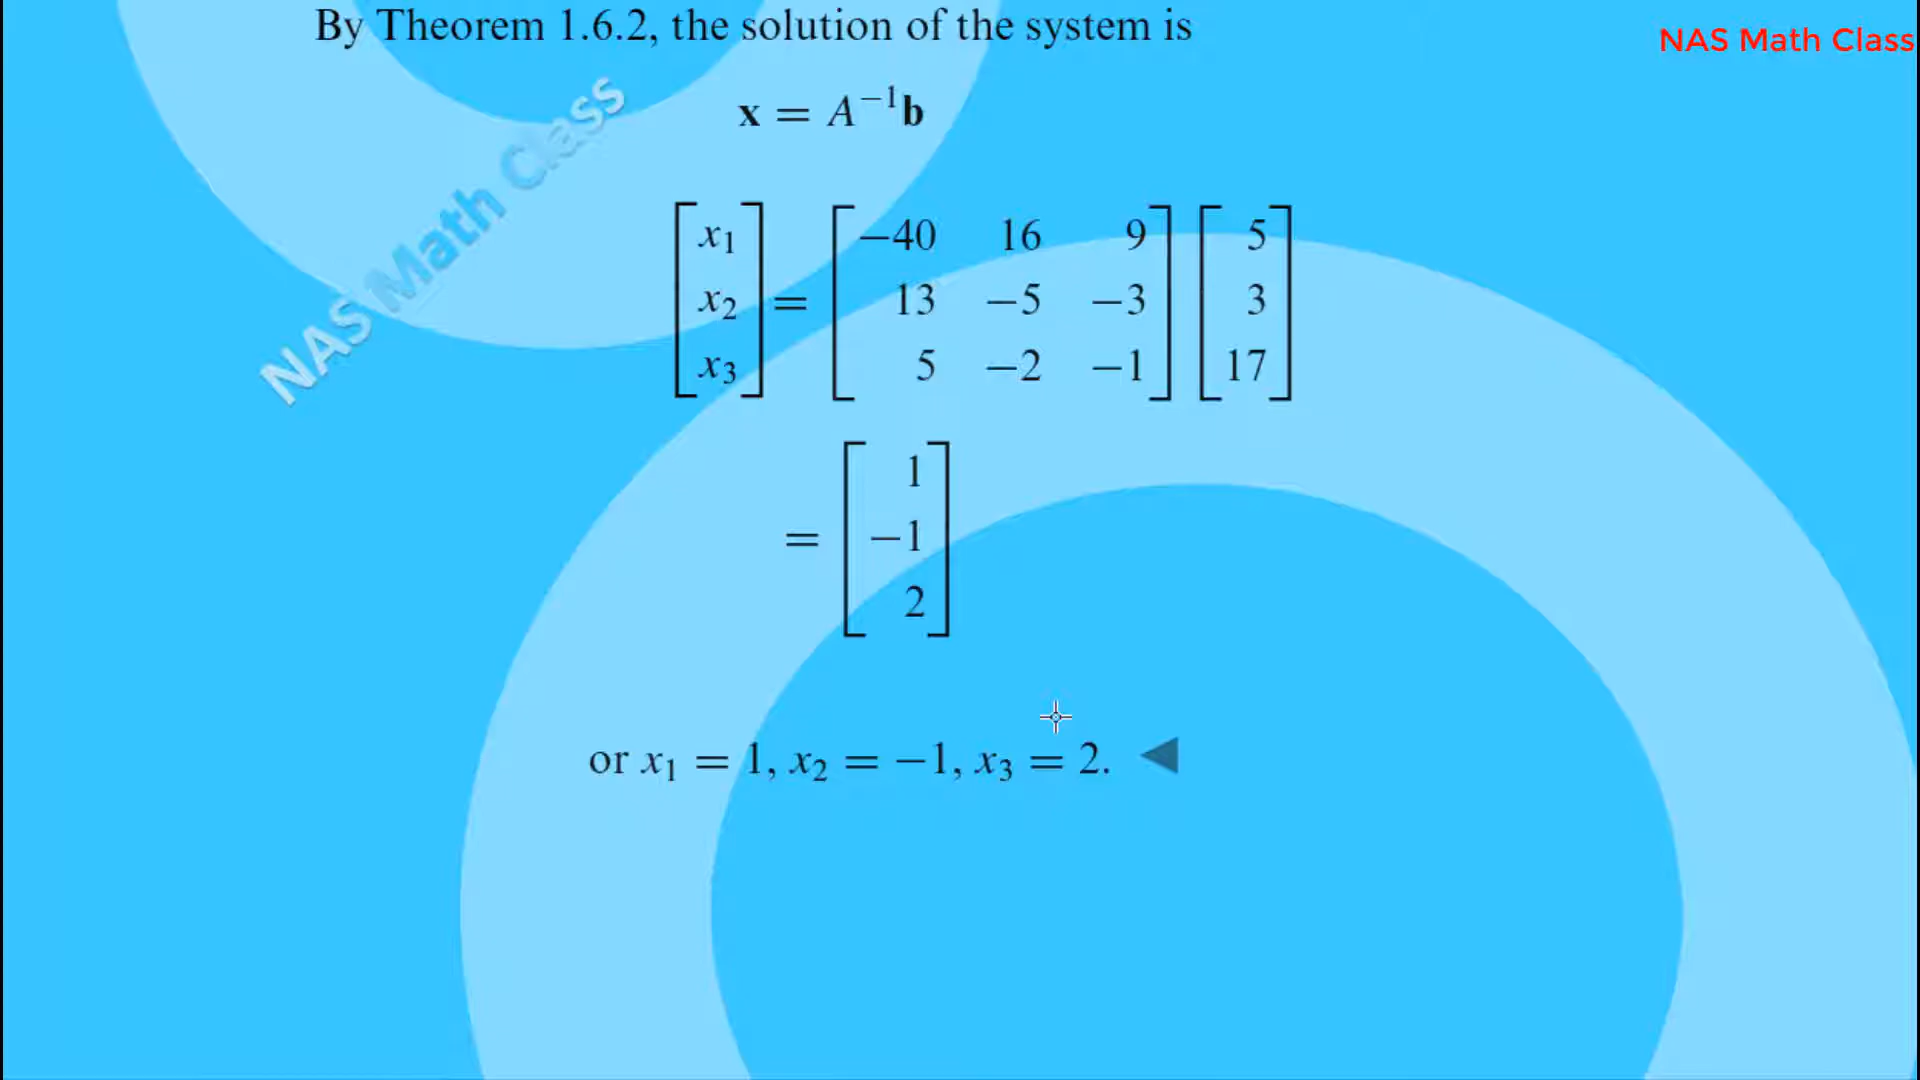 By Theorem 1.6.2, the solution of the system is
NAS Math Class
x = A⁻¹b
NAS Math Class
[x₁ x₂ x₃] = [−40 16 9; 13 −5 −3; 5 −2 −1] [5 3 17]
= [1 −1 2]
or x₁ = 1, x₂ = −1, x₃ = 2. ◀